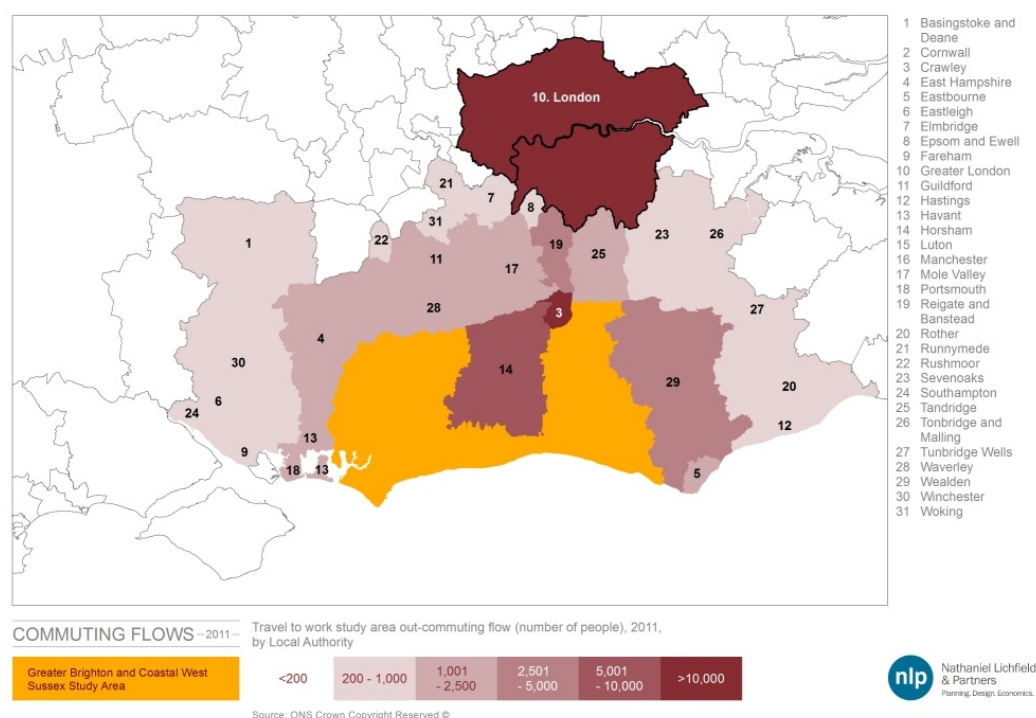 10. London
21
7
8
31
22
1
11
17
19
25
23
26
3
28
4
27
30
14
29
20
6
24
12
9
13
18
13
5
1 Basingstoke and
Deane
2 Cornwall
3 Crawley
4 East Hampshire
5 Eastbourne
6 Eastleigh
7 Elmbridge
8 Epsom and Ewell
9 Fareham
10 Greater London
11 Guildford
12 Hastings
13 Havant
14 Horsham
15 Luton
16 Manchester
17 Mole Valley
18 Portsmouth
19 Reigate and
Banstead
20 Rother
21 Runnymede
22 Rushmoor
23 Sevenoaks
24 Southampton
25 Tandridge
26 Tonbridge and
Malling
27 Tunbridge Wells
28 Waverley
29 Wealden
30 Winchester
31 Woking
COMMUTING FLOWS – 2011 –
Greater Brighton and Coastal West
Sussex Study Area
Travel to work study area out-commuting flow (number of people), 2011,
by Local Authority
<200
200 - 1,000
1,001
- 2,500
2,501
- 5,000
5,001
- 10,000
>10,000
Source: ONS Crown Copyright Reserved ©
nlp
Nathaniel Lichfield
& Partners
Planning. Design. Economics.